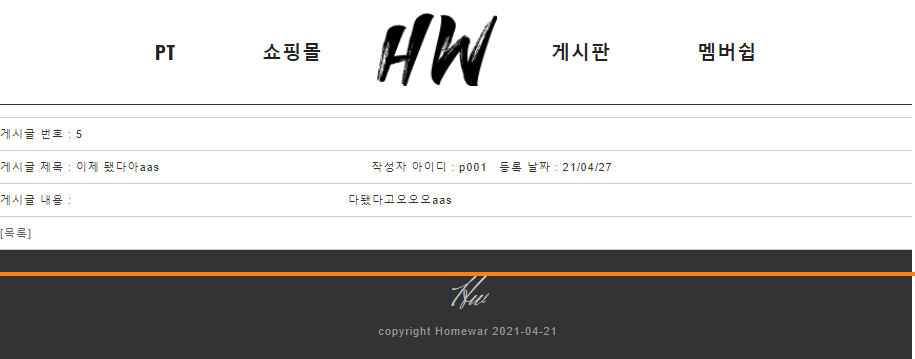 PT 쇼핑몰 HW 게시판 멤버쉽
게시글 번호 : 5
게시글 제목 : 이제 됐다아aas 작성자 아이디 : p001 등록 날짜 : 21/04/27
게시글 내용 : 다됐다고오오오aas
[목록]
Hw
copyright Homewar 2021-04-21